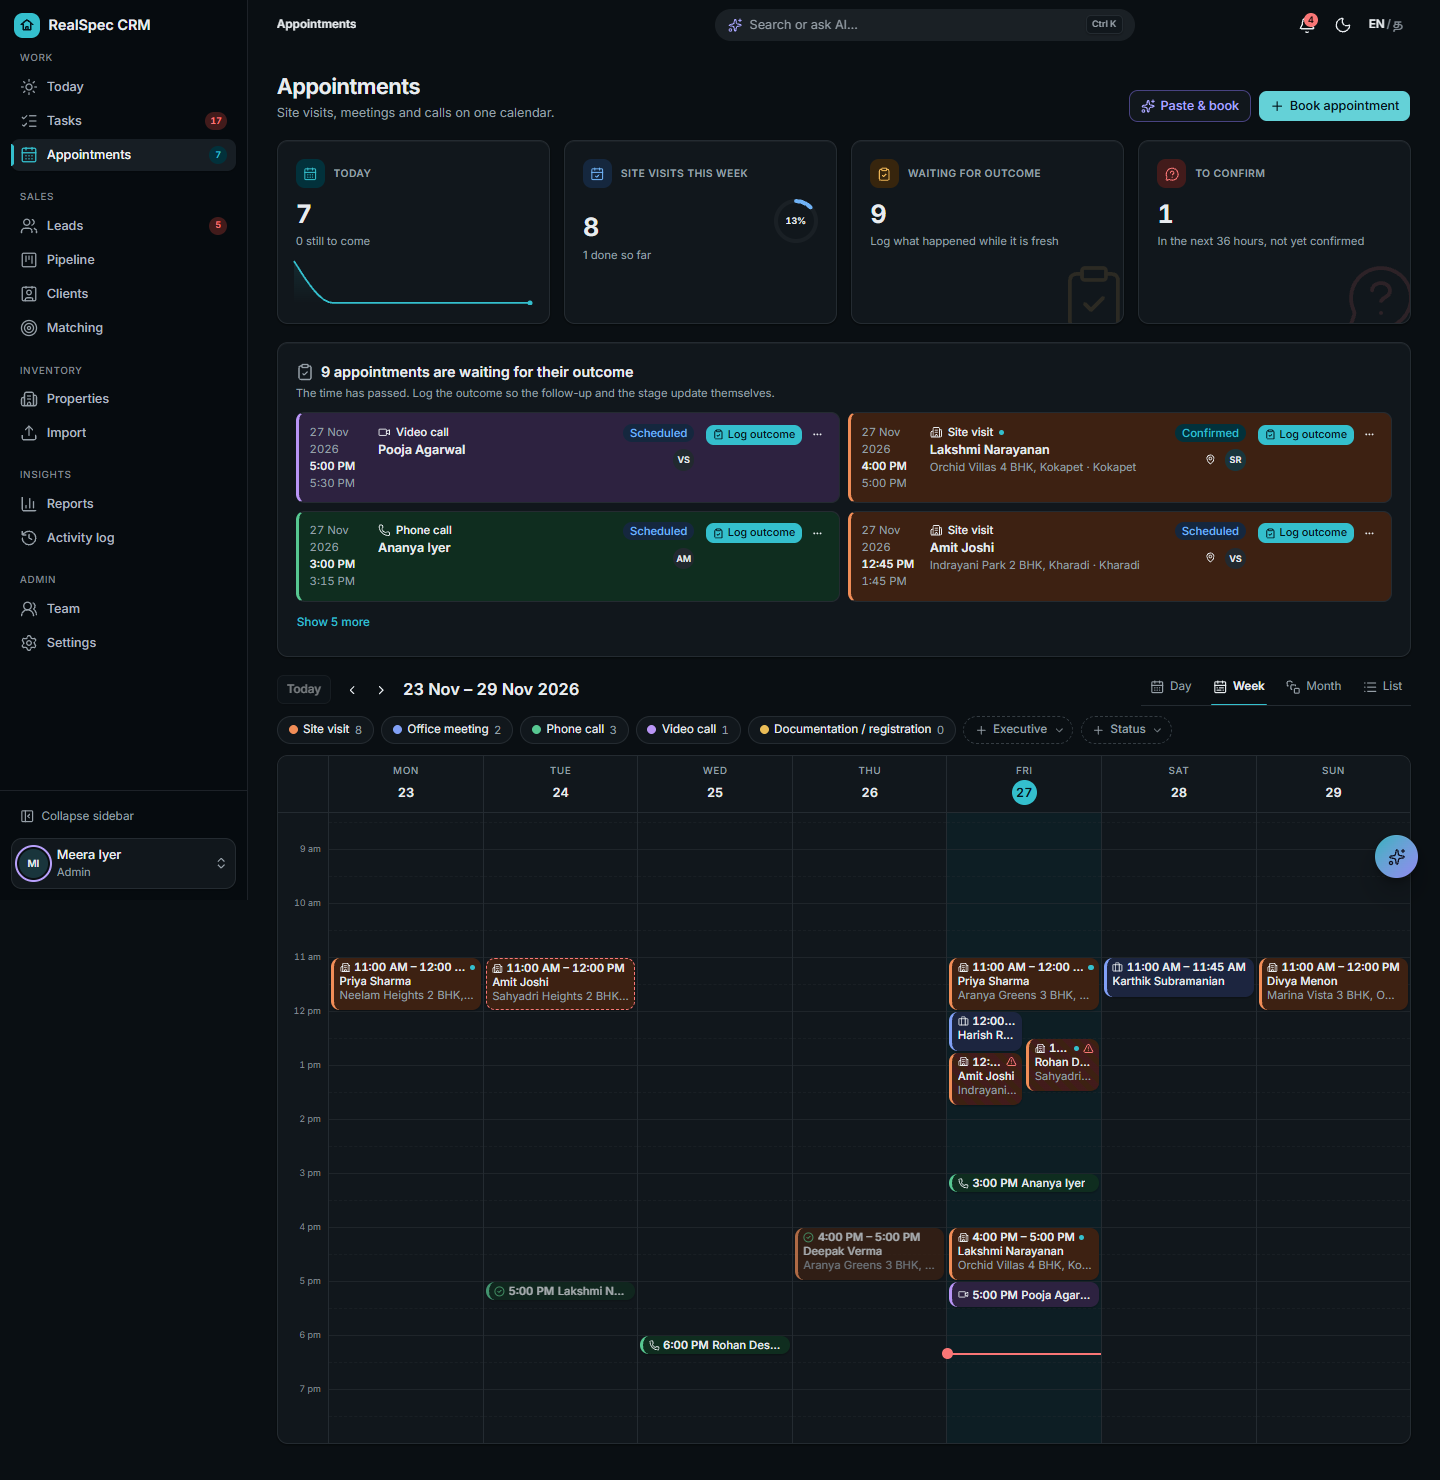 RealSpec CRM
WORK
Today
Tasks 17
Appointments 7
SALES
Leads 5
Pipeline
Clients
Matching
INVENTORY
Properties
Import
INSIGHTS
Reports
Activity log
ADMIN
Team
Settings
Collapse sidebar
MI
Meera Iyer
Admin
Appointments
Search or ask AI...
Ctrl K
4
EN / த
Appointments
Site visits, meetings and calls on one calendar.
Paste & book
Book appointment
TODAY
7
0 still to come
SITE VISITS THIS WEEK
8
13%
1 done so far
WAITING FOR OUTCOME
9
Log what happened while it is fresh
TO CONFIRM
1
In the next 36 hours, not yet confirmed
9 appointments are waiting for their outcome
The time has passed. Log the outcome so the follow-up and the stage update themselves.
27 Nov
2026
5:00 PM
5:30 PM
Video call
Pooja Agarwal
Scheduled
VS
Log outcome
27 Nov
2026
4:00 PM
5:00 PM
Site visit
Lakshmi Narayanan
Orchid Villas 4 BHK, Kokapet · Kokapet
Confirmed
SR
Log outcome
27 Nov
2026
3:00 PM
3:15 PM
Phone call
Ananya Iyer
Scheduled
AM
Log outcome
27 Nov
2026
12:45 PM
1:45 PM
Site visit
Amit Joshi
Indrayani Park 2 BHK, Kharadi · Kharadi
Scheduled
VS
Log outcome
Show 5 more
Today
23 Nov – 29 Nov 2026
Day
Week
Month
List
Site visit 8
Office meeting 2
Phone call 3
Video call 1
Documentation / registration 0
Executive
Status
MON
23
TUE
24
WED
25
THU
26
FRI
27
SAT
28
SUN
29
9 am
10 am
11 am
12 pm
1 pm
2 pm
3 pm
4 pm
5 pm
6 pm
7 pm
11:00 AM – 12:00 ...
Priya Sharma
Neelam Heights 2 BHK,...
11:00 AM – 12:00 PM
Amit Joshi
Sahyadri Heights 2 BHK...
5:00 PM Lakshmi N...
6:00 PM Rohan Des...
4:00 PM – 5:00 PM
Deepak Verma
Aranya Greens 3 BHK, ...
11:00 AM – 12:00 ...
Priya Sharma
Aranya Greens 3 BHK, ...
12:00...
Harish R...
12:...
Amit Joshi
Indrayani...
1...
Rohan D...
Sahyadri...
3:00 PM Ananya Iyer
4:00 PM – 5:00 PM
Lakshmi Narayanan
Orchid Villas 4 BHK, Ko...
5:00 PM Pooja Agar...
11:00 AM – 11:45 AM
Karthik Subramanian
11:00 AM – 12:00 PM
Divya Menon
Marina Vista 3 BHK, O...